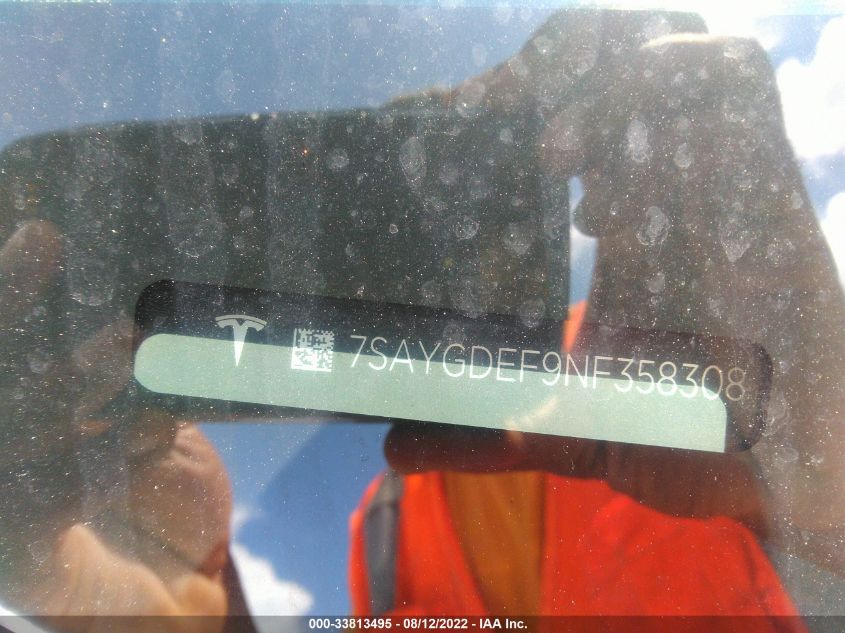 7SAYGDEF9NF358308
000-33813495 - 08/12/2022 - IAA Inc.